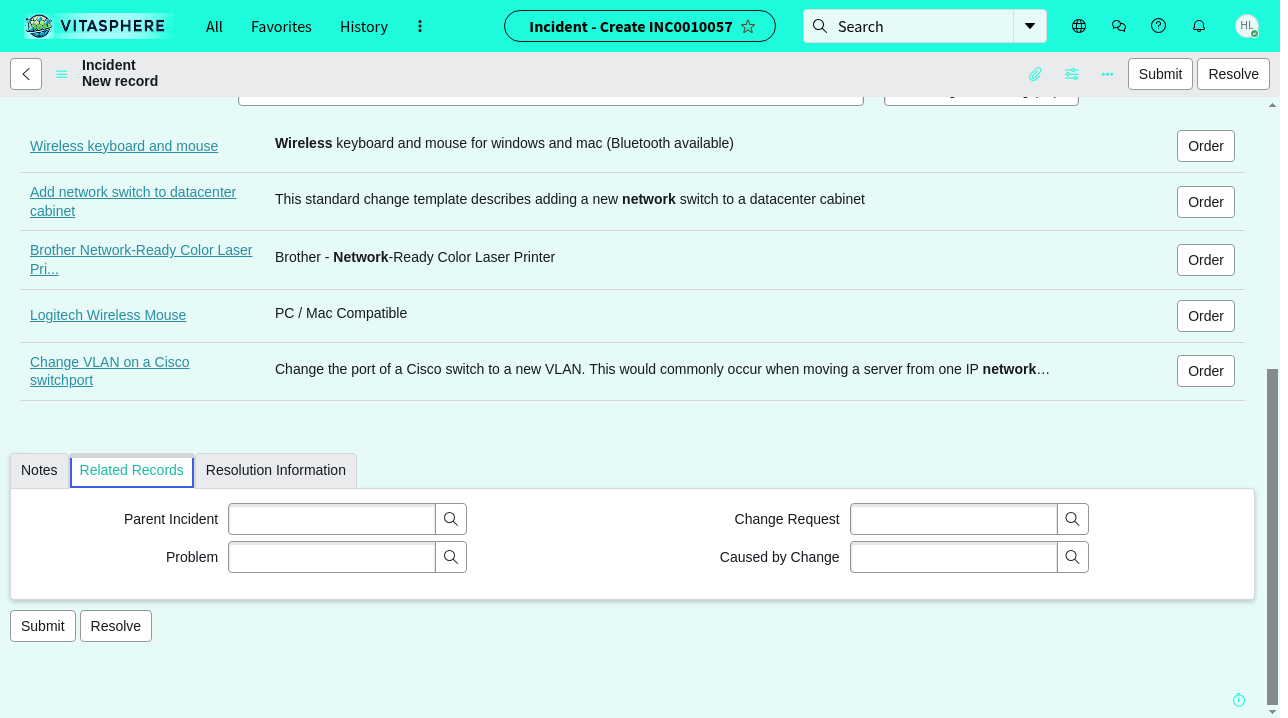 VITASPHERE
All
Favorites
History
Incident - Create INC0010057
Search
HL
Incident
New record
Submit
Resolve
Wireless keyboard and mouse
Wireless keyboard and mouse for windows and mac (Bluetooth available)
Order
Add network switch to datacenter
cabinet
This standard change template describes adding a new network switch to a datacenter cabinet
Order
Brother Network-Ready Color Laser
Pri...
Brother - Network-Ready Color Laser Printer
Order
Logitech Wireless Mouse
PC / Mac Compatible
Order
Change VLAN on a Cisco
switchport
Change the port of a Cisco switch to a new VLAN. This would commonly occur when moving a server from one IP network…
Order
Notes
Related Records
Resolution Information
Parent Incident
Change Request
Problem
Caused by Change
Submit
Resolve